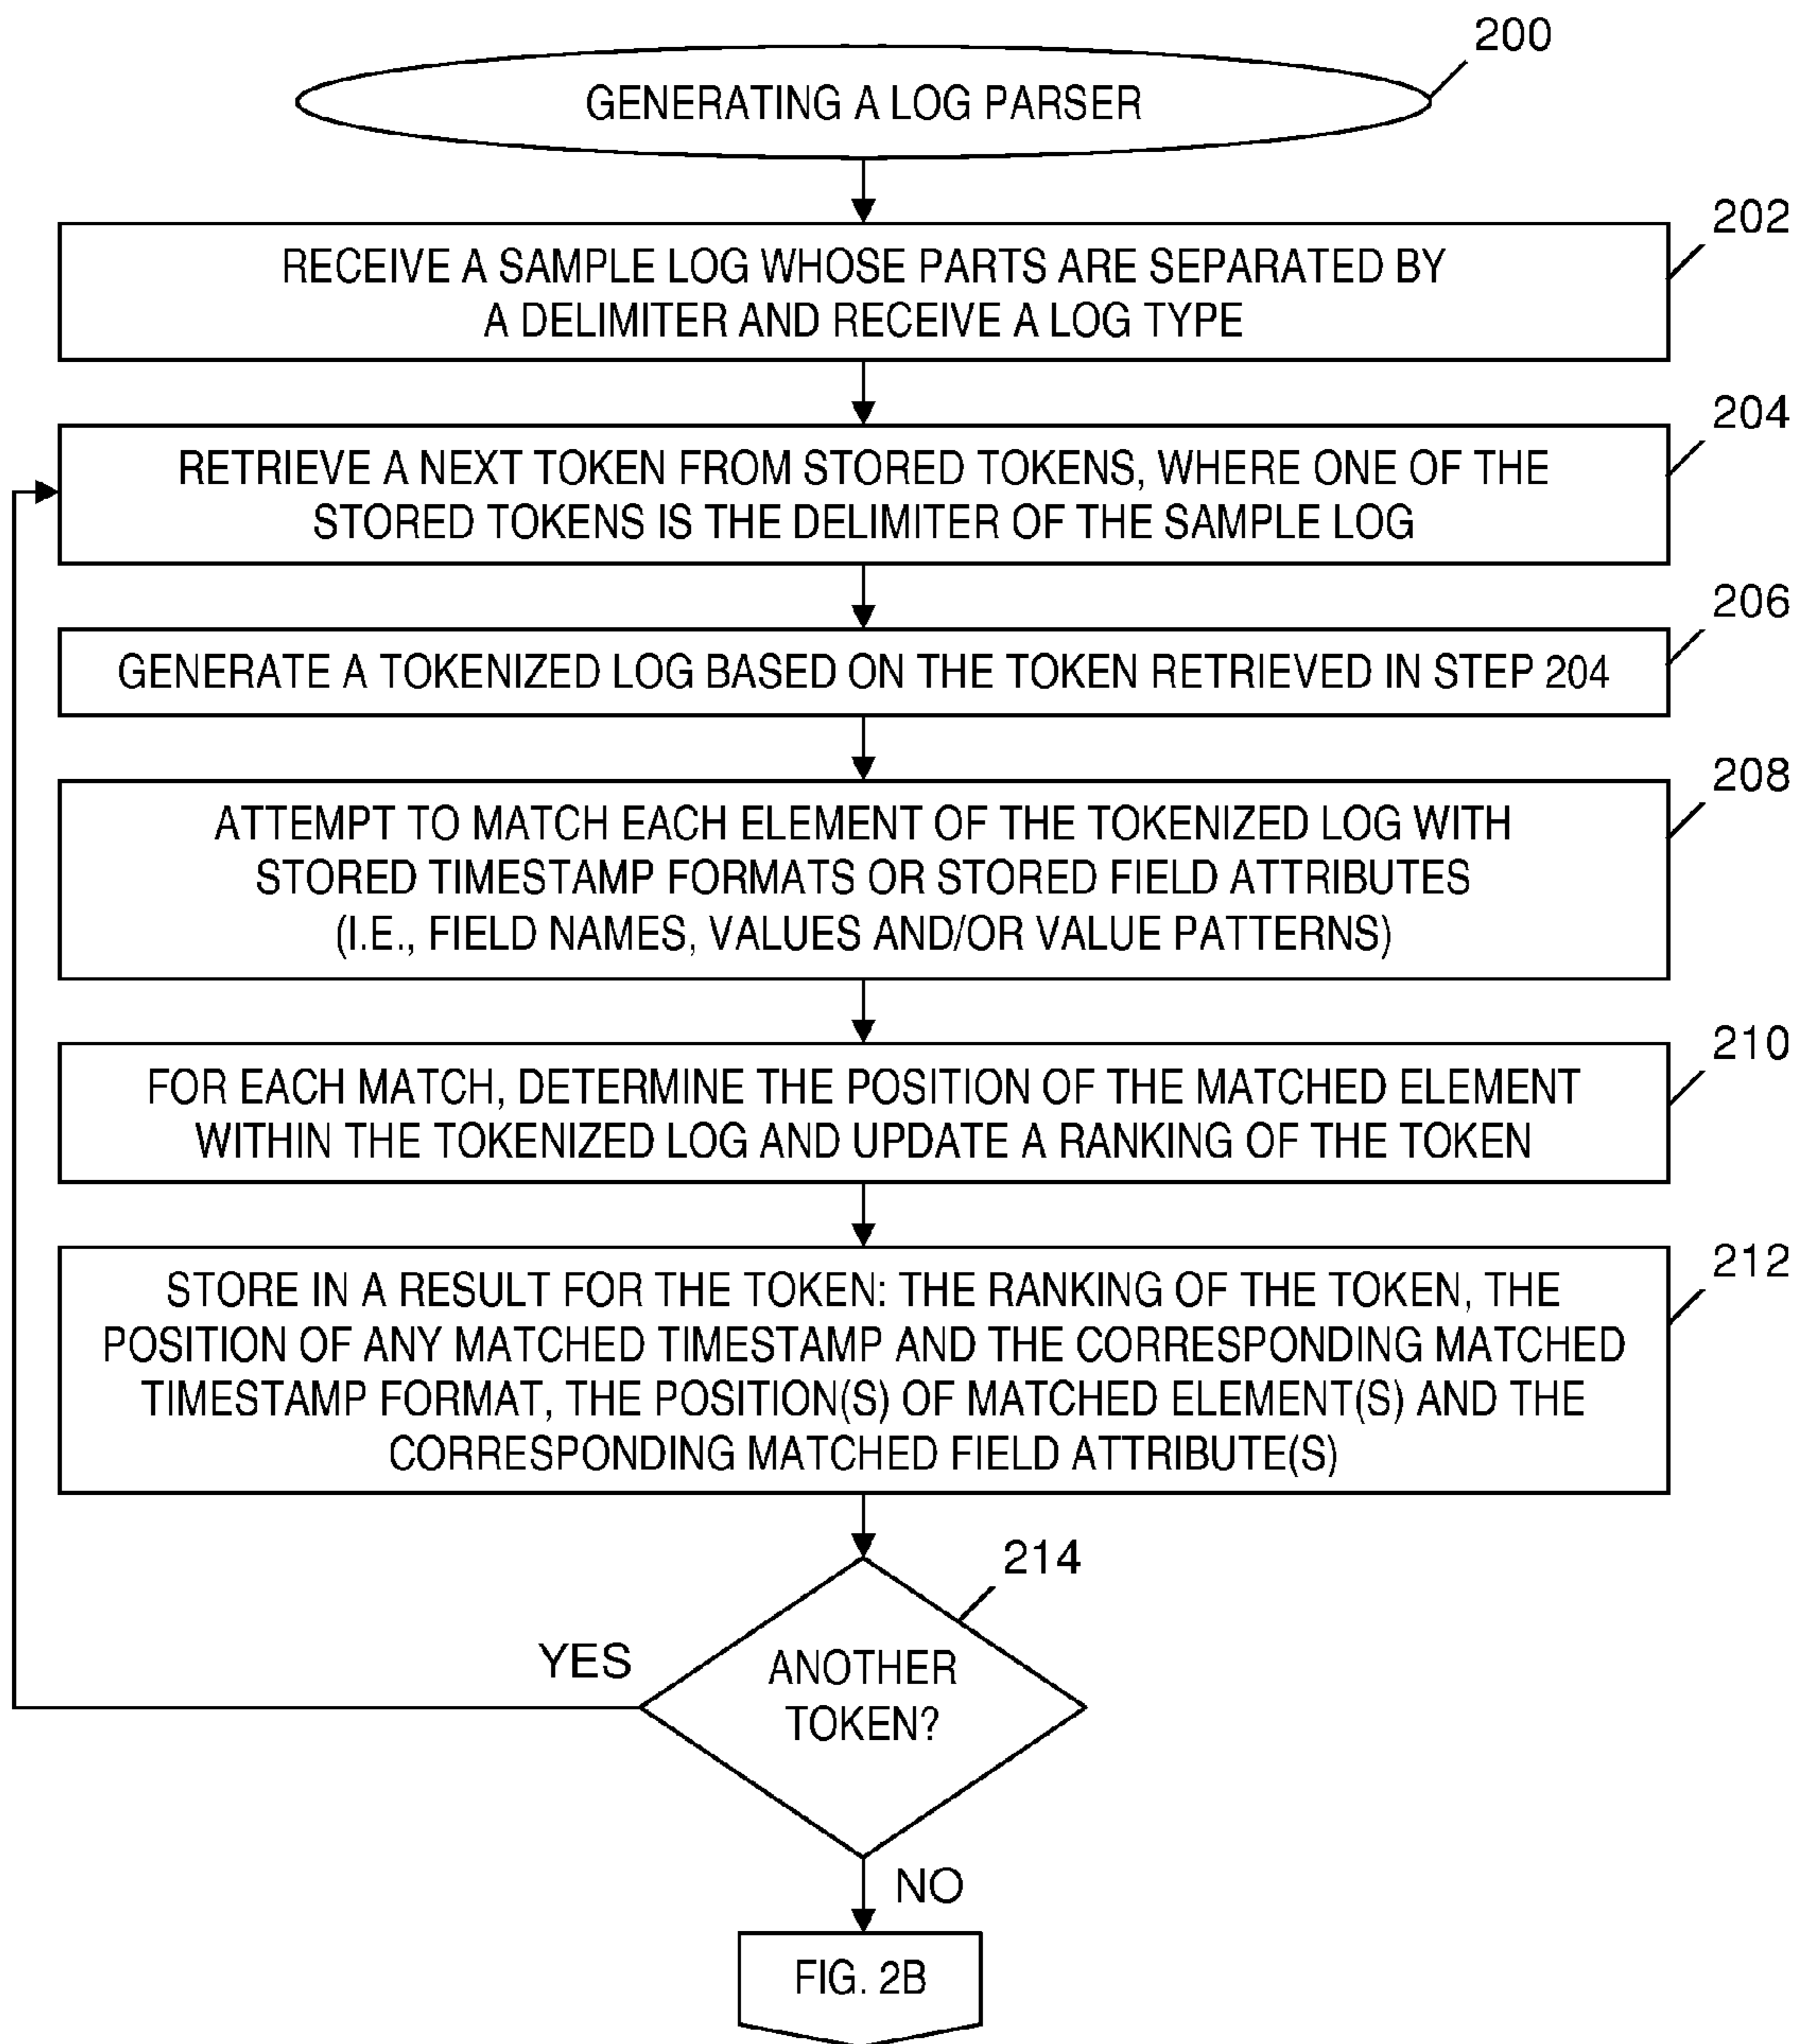 200
GENERATING A LOG PARSER
202
RECEIVE A SAMPLE LOG WHOSE PARTS ARE SEPARATED BY
A DELIMITER AND RECEIVE A LOG TYPE
204
RETRIEVE A NEXT TOKEN FROM STORED TOKENS, WHERE ONE OF THE
STORED TOKENS IS THE DELIMITER OF THE SAMPLE LOG
206
GENERATE A TOKENIZED LOG BASED ON THE TOKEN RETRIEVED IN STEP 204
208
ATTEMPT TO MATCH EACH ELEMENT OF THE TOKENIZED LOG WITH
STORED TIMESTAMP FORMATS OR STORED FIELD ATTRIBUTES
(I.E., FIELD NAMES, VALUES AND/OR VALUE PATTERNS)
210
FOR EACH MATCH, DETERMINE THE POSITION OF THE MATCHED ELEMENT
WITHIN THE TOKENIZED LOG AND UPDATE A RANKING OF THE TOKEN
212
STORE IN A RESULT FOR THE TOKEN: THE RANKING OF THE TOKEN, THE
POSITION OF ANY MATCHED TIMESTAMP AND THE CORRESPONDING MATCHED
TIMESTAMP FORMAT, THE POSITION(S) OF MATCHED ELEMENT(S) AND THE
CORRESPONDING MATCHED FIELD ATTRIBUTE(S)
214
YES
ANOTHER
TOKEN?
NO
FIG. 2B